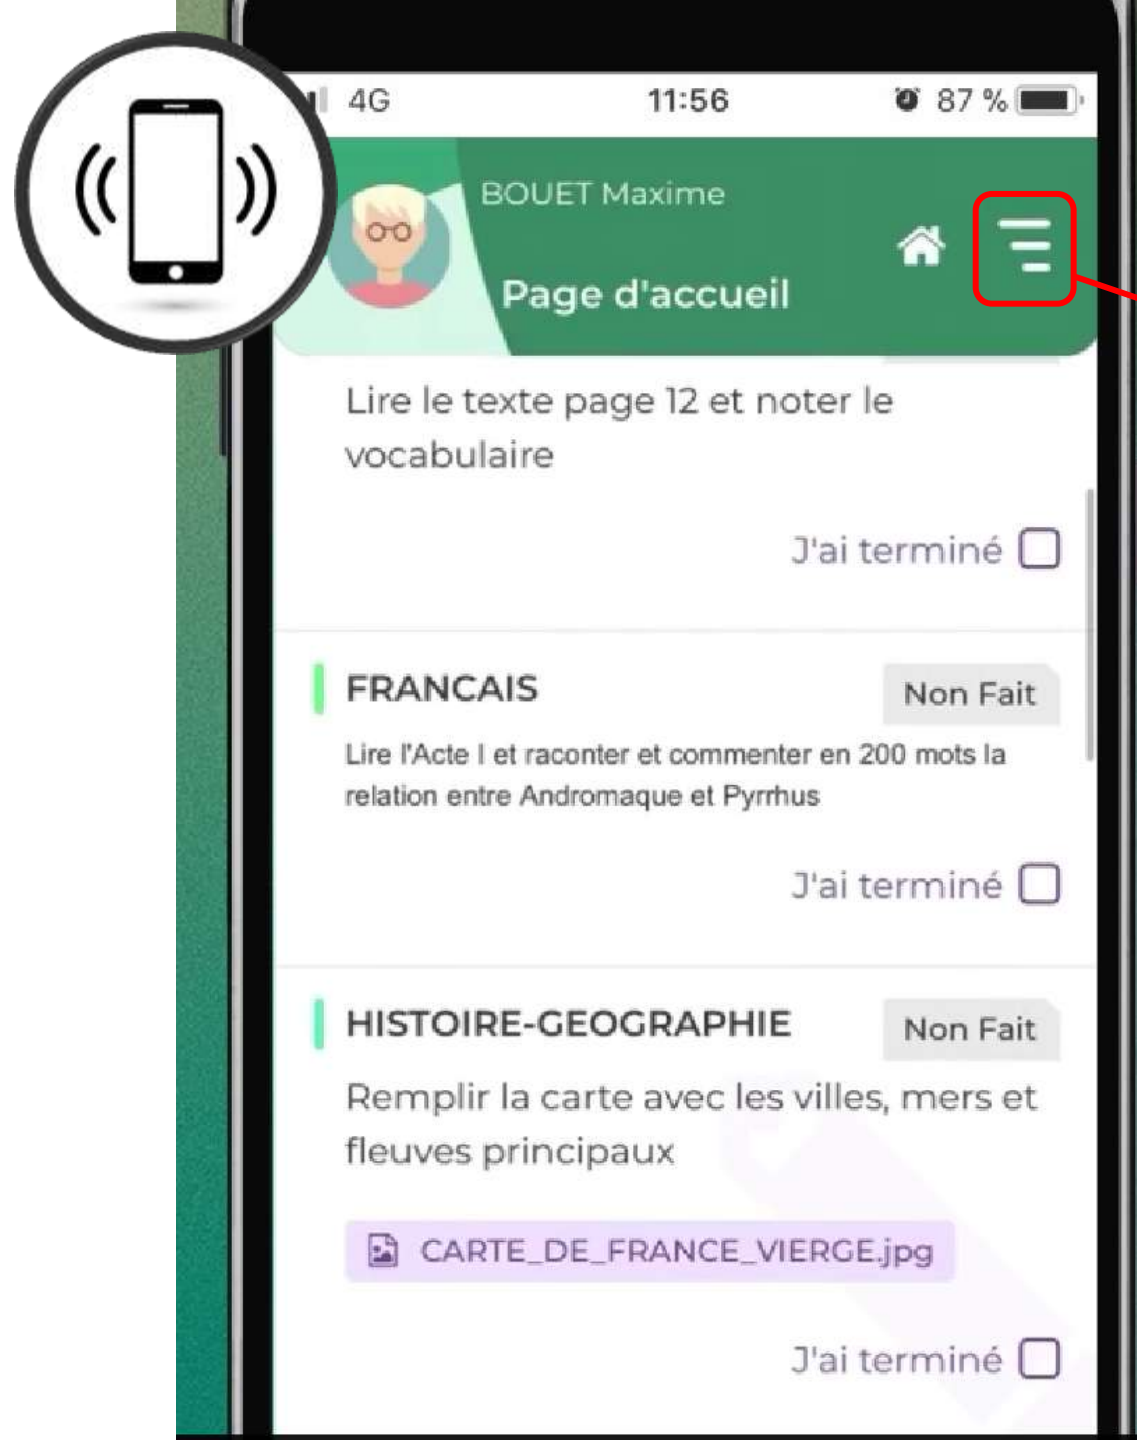 4G 11:56 87 %
BOUET Maxime
Page d'accueil
Lire le texte page 12 et noter le
vocabulaire
J'ai terminé
FRANCAIS Non Fait
Lire l'Acte I et raconter et commenter en 200 mots la
relation entre Andromaque et Pyrrhus
J'ai terminé
HISTOIRE-GEOGRAPHIE Non Fait
Remplir la carte avec les villes, mers et
fleuves principaux
CARTE_DE_FRANCE_VIERGE.jpg
J'ai terminé